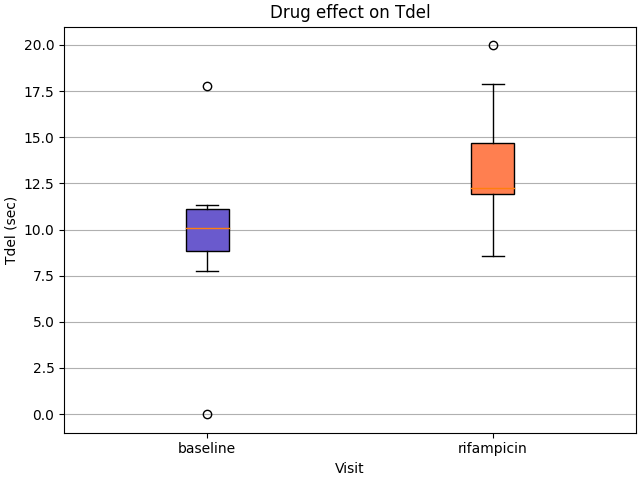 Drug effect on Tdel
20.0
17.5
15.0
12.5
10.0
7.5
5.0
2.5
0.0
Tdel (sec)
baseline
rifampicin
Visit